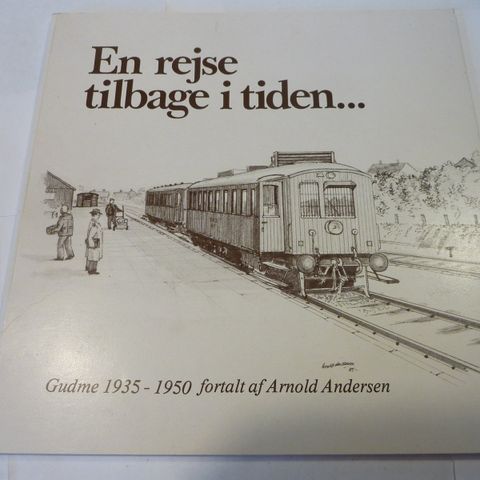 En rejse
tilbage i tiden...
Gudme 1935 - 1950 fortalt af Arnold Andersen